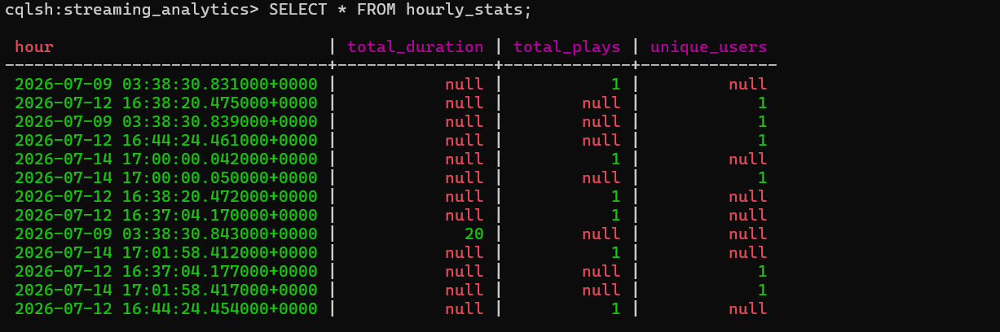 cqlsh:streaming_analytics> SELECT * FROM hourly_stats;
hour | total_duration | total_plays | unique_users
---------------------------------+----------------+-------------+--------------
2026-07-09 03:38:30.831000+0000 | null | 1 | null
2026-07-12 16:38:20.475000+0000 | null | null | 1
2026-07-09 03:38:30.839000+0000 | null | null | 1
2026-07-12 16:44:24.461000+0000 | null | null | 1
2026-07-14 17:00:00.042000+0000 | null | 1 | null
2026-07-14 17:00:00.050000+0000 | null | null | 1
2026-07-12 16:38:20.472000+0000 | null | 1 | null
2026-07-12 16:37:04.170000+0000 | null | 1 | null
2026-07-09 03:38:30.843000+0000 | 20 | null | null
2026-07-14 17:01:58.412000+0000 | null | 1 | null
2026-07-12 16:37:04.177000+0000 | null | null | 1
2026-07-14 17:01:58.417000+0000 | null | null | 1
2026-07-12 16:44:24.454000+0000 | null | 1 | null